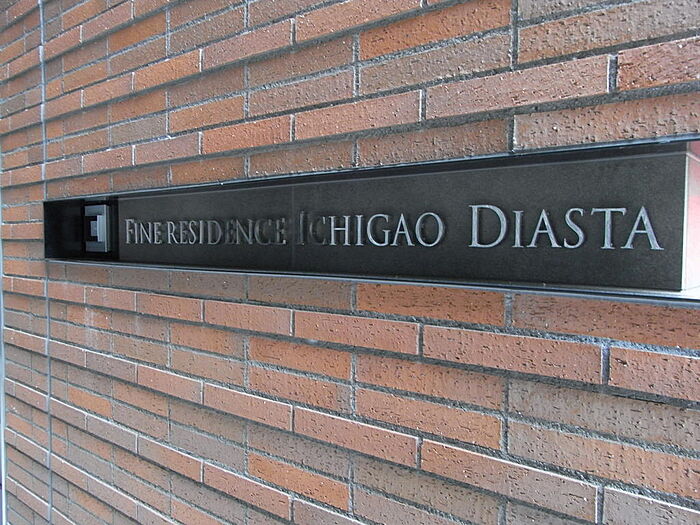 FINE RESIDENCE ICHIGAO DIASTA